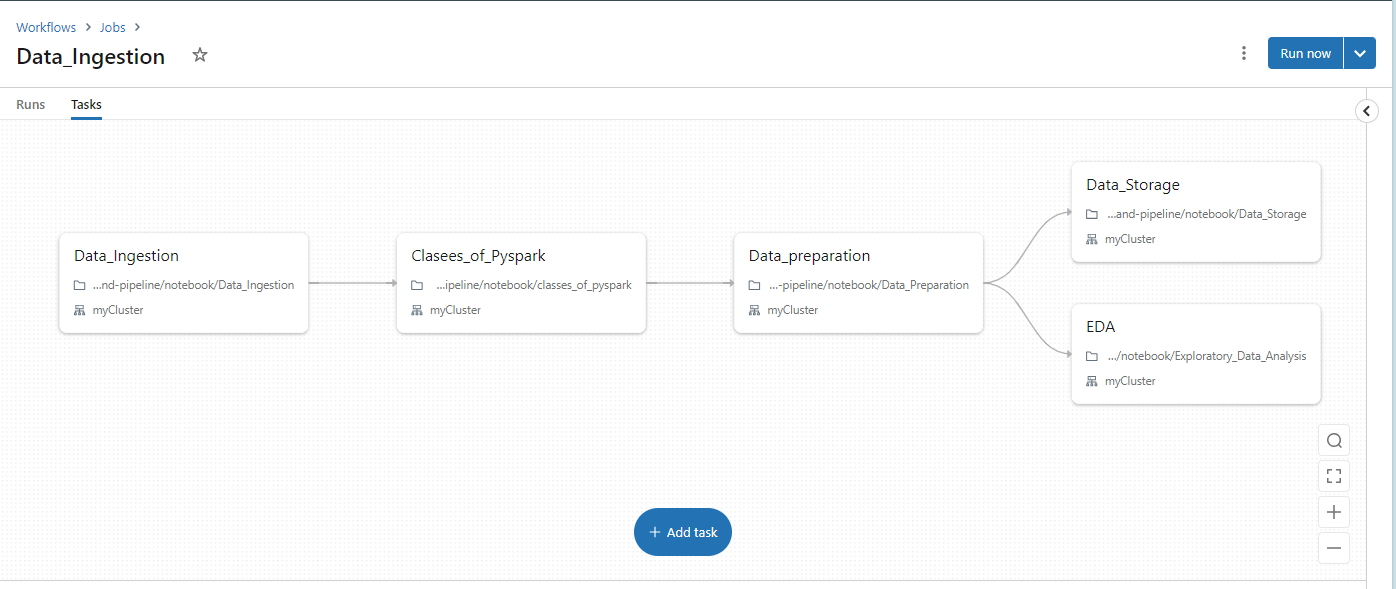 Workflows > Jobs >
Data_Ingestion
Run now
Runs Tasks
Data_Ingestion
...nd-pipeline/notebook/Data_Ingestion
myCluster
Clasees_of_Pyspark
...ipeline/notebook/classes_of_pyspark
myCluster
Data_preparation
...-pipeline/notebook/Data_Preparation
myCluster
Data_Storage
...and-pipeline/notebook/Data_Storage
myCluster
EDA
.../notebook/Exploratory_Data_Analysis
myCluster
+ Add task